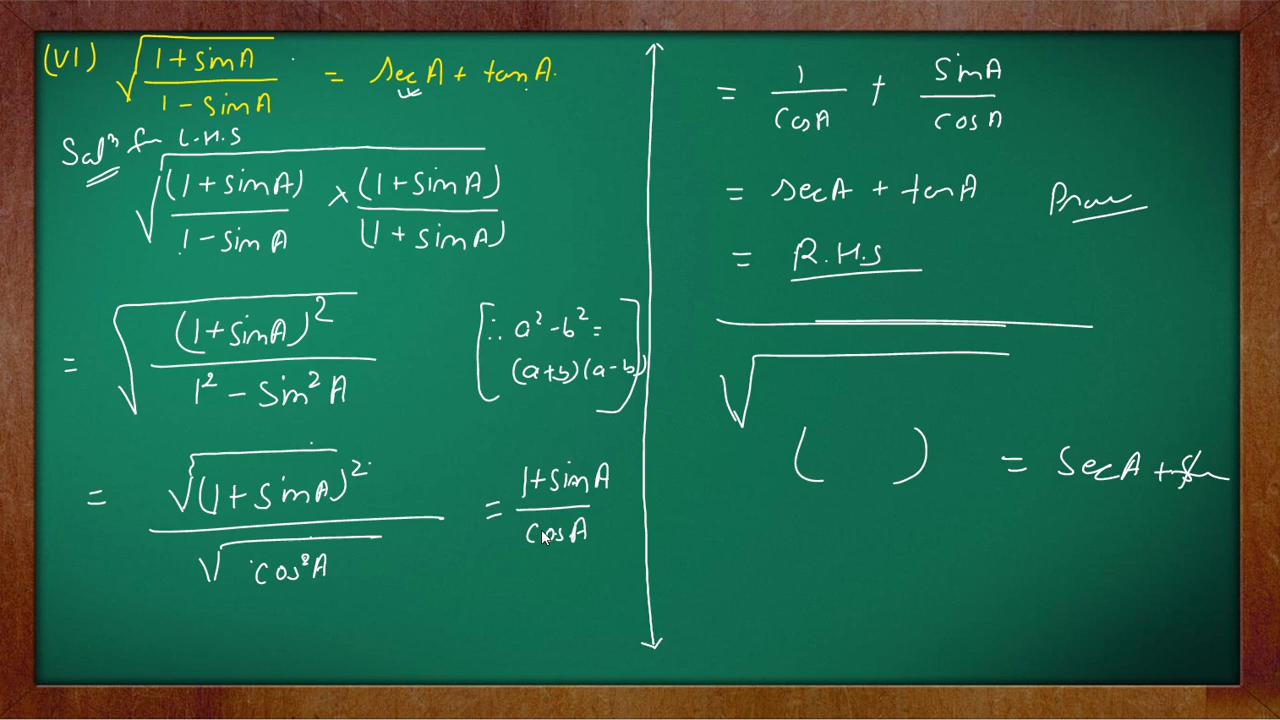 (VI) √((1 + sinA)/(1 - sinA)) = secA + tanA.
Solⁿ for L.H.S
√((1 + sinA)/(1 - sinA) × (1 + sinA)/(1 + sinA))
= √((1 + sinA)²/(1² - sin²A)) [∴ a² - b² =
(a+b)(a-b)]
= √(1 + sinA)²/√cos²A = (1 + sinA)/cosA
= 1/cosA + sinA/cosA
= secA + tanA Prove
= R.H.S
√
( ) = SecA +